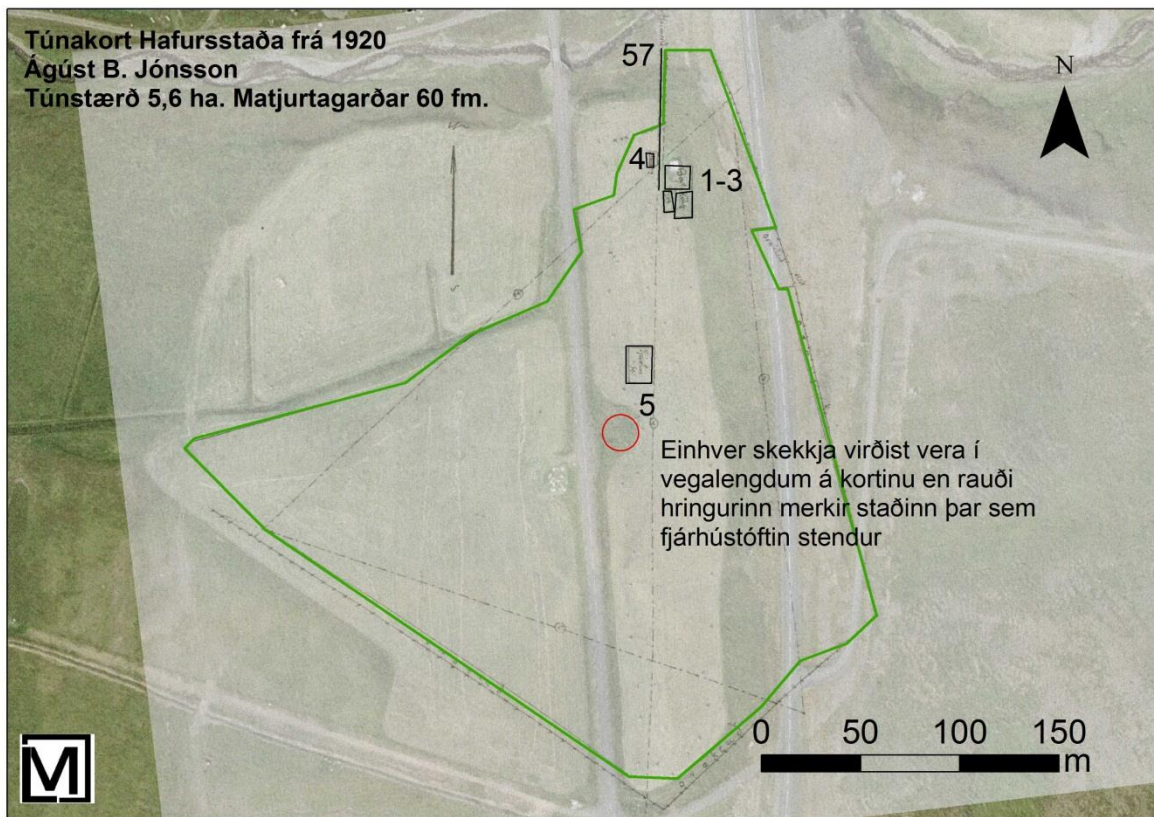 Túnakort Hafursstaða frá 1920
Ágúst B. Jónsson
Túnstærð 5,6 ha. Matjurtagarðar 60 fm.
57
N
4
1-3
5
Einhver skekkja virðist vera í
vegalengdum á kortinu en rauði
hringurinn merkir staðinn þar sem
fjárhústóftin stendur
0 50 100 150
m
M